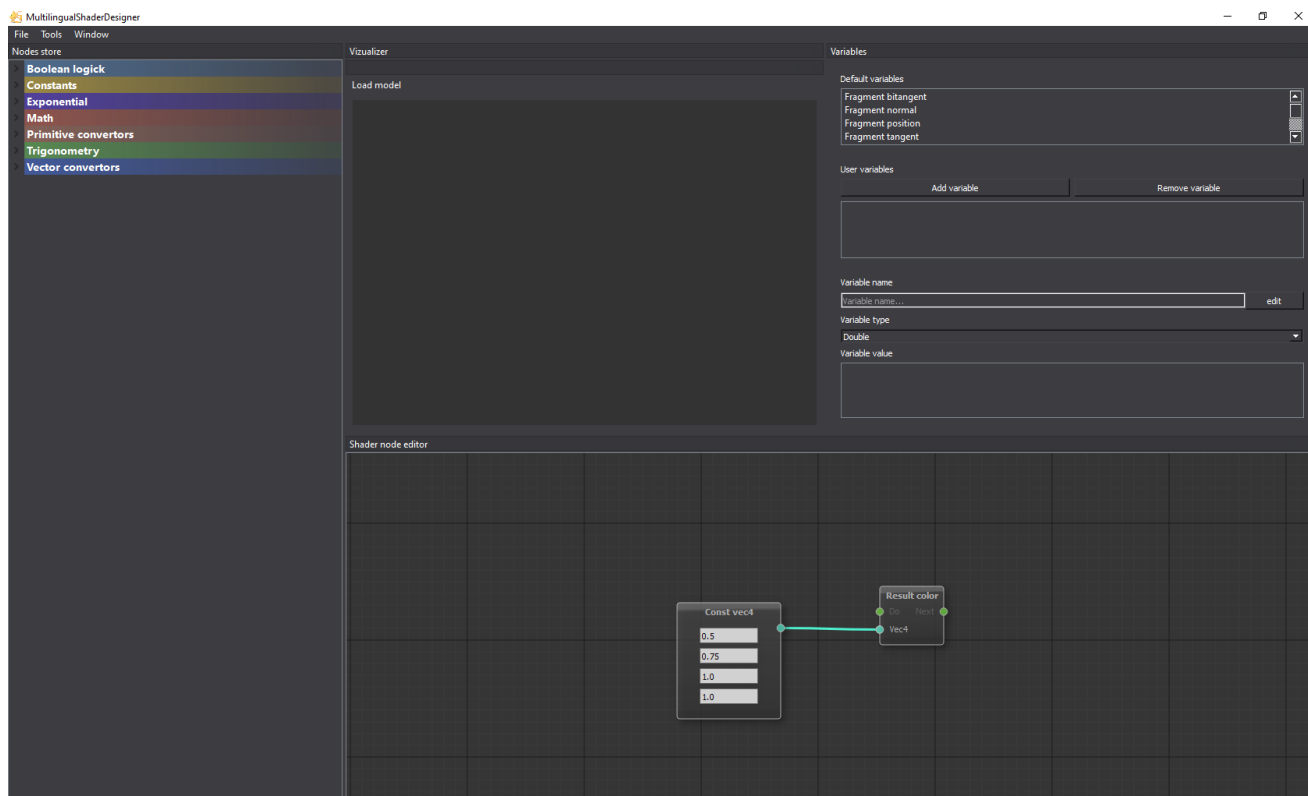 MultilingualShaderDesigner
File Tools Window
Nodes store
Boolean logick
Constants
Exponential
Math
Primitive convertors
Trigonometry
Vector convertors
Vizualizer
Load model
Variables
Default variables
Fragment bitangent
Fragment normal
Fragment position
Fragment tangent
User variables
Add variable Remove variable
Variable name
Variable name... edit
Variable type
Double
Variable value
Shader node editor
Const vec4
0.5
0.75
1.0
1.0
Result color
Do Next
Vec4